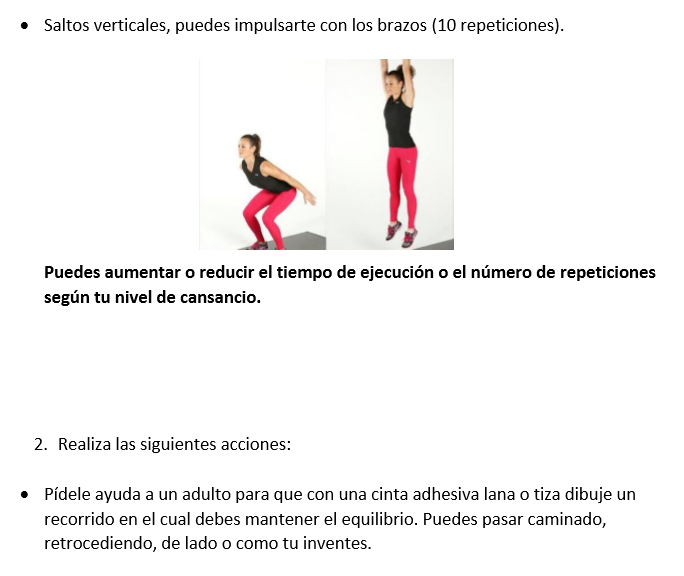 • Saltos verticales, puedes impulsarte con los brazos (10 repeticiones).
Puedes aumentar o reducir el tiempo de ejecución o el número de repeticiones
según tu nivel de cansancio.
2. Realiza las siguientes acciones:
• Pídele ayuda a un adulto para que con una cinta adhesiva lana o tiza dibuje un
recorrido en el cual debes mantener el equilibrio. Puedes pasar caminado,
retrocediendo, de lado o como tu inventes.